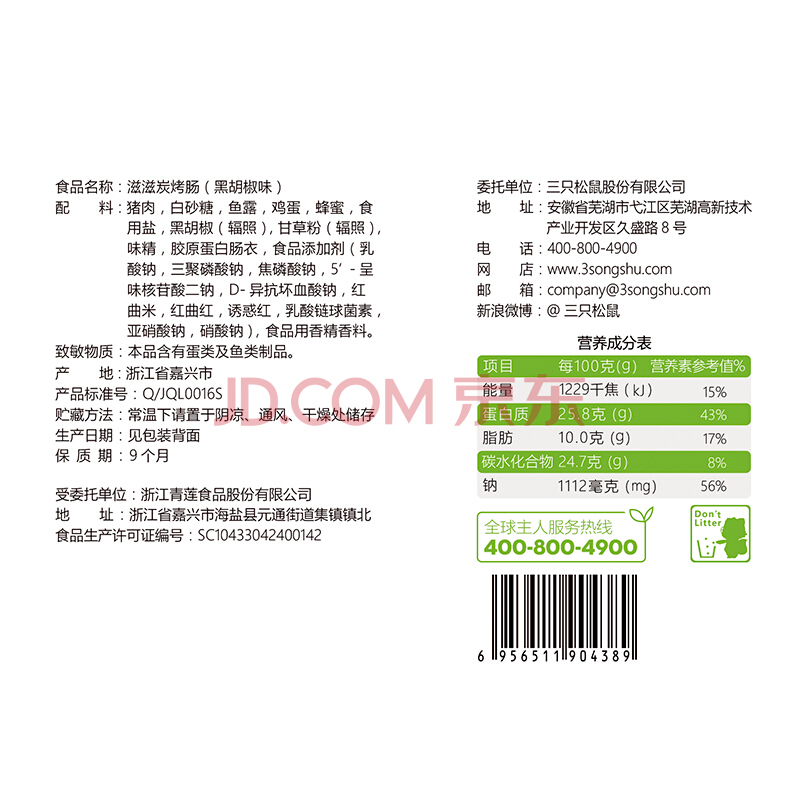 食品名称：滋滋炭烤肠（黑胡椒味）
配　　料：猪肉，白砂糖，鱼露，鸡蛋，蜂蜜，食
用盐，黑胡椒（辐照），甘草粉（辐照），
味精，胶原蛋白肠衣，食品添加剂（乳
酸钠，三聚磷酸钠，焦磷酸钠，5′-呈
味核苷酸二钠，D-异抗坏血酸钠，红
曲米，红曲红，诱惑红，乳酸链球菌素，
亚硝酸钠，硝酸钠），食品用香精香料。
致敏物质：本品含有蛋类及鱼类制品。
产　　地：浙江省嘉兴市
产品标准号：Q/JQL0016S
贮藏方法：常温下请置于阴凉、通风、干燥处储存
生产日期：见包装背面
保 质 期：9个月
受委托单位：浙江青莲食品股份有限公司
地　　址：浙江省嘉兴市海盐县元通街道集镇镇北
食品生产许可证编号：SC10433042400142
委托单位：三只松鼠股份有限公司
地　　址：安徽省芜湖市弋江区芜湖高新技术
产业开发区久盛路8号
电　　话：400-800-4900
网　　店：www.3songshu.com
邮　　箱：company@3songshu.com
新浪微博：@三只松鼠
营养成分表
项目 每100克(g) 营养素参考值%
能量 1229千焦（kJ） 15%
蛋白质 25.8克 (g) 43%
脂肪 10.0克 (g) 17%
碳水化合物 24.7克 (g) 8%
钠 1112毫克 (mg) 56%
全球主人服务热线
400-800-4900
Don't
Litter
6 956511 904389
JD.COM 京东